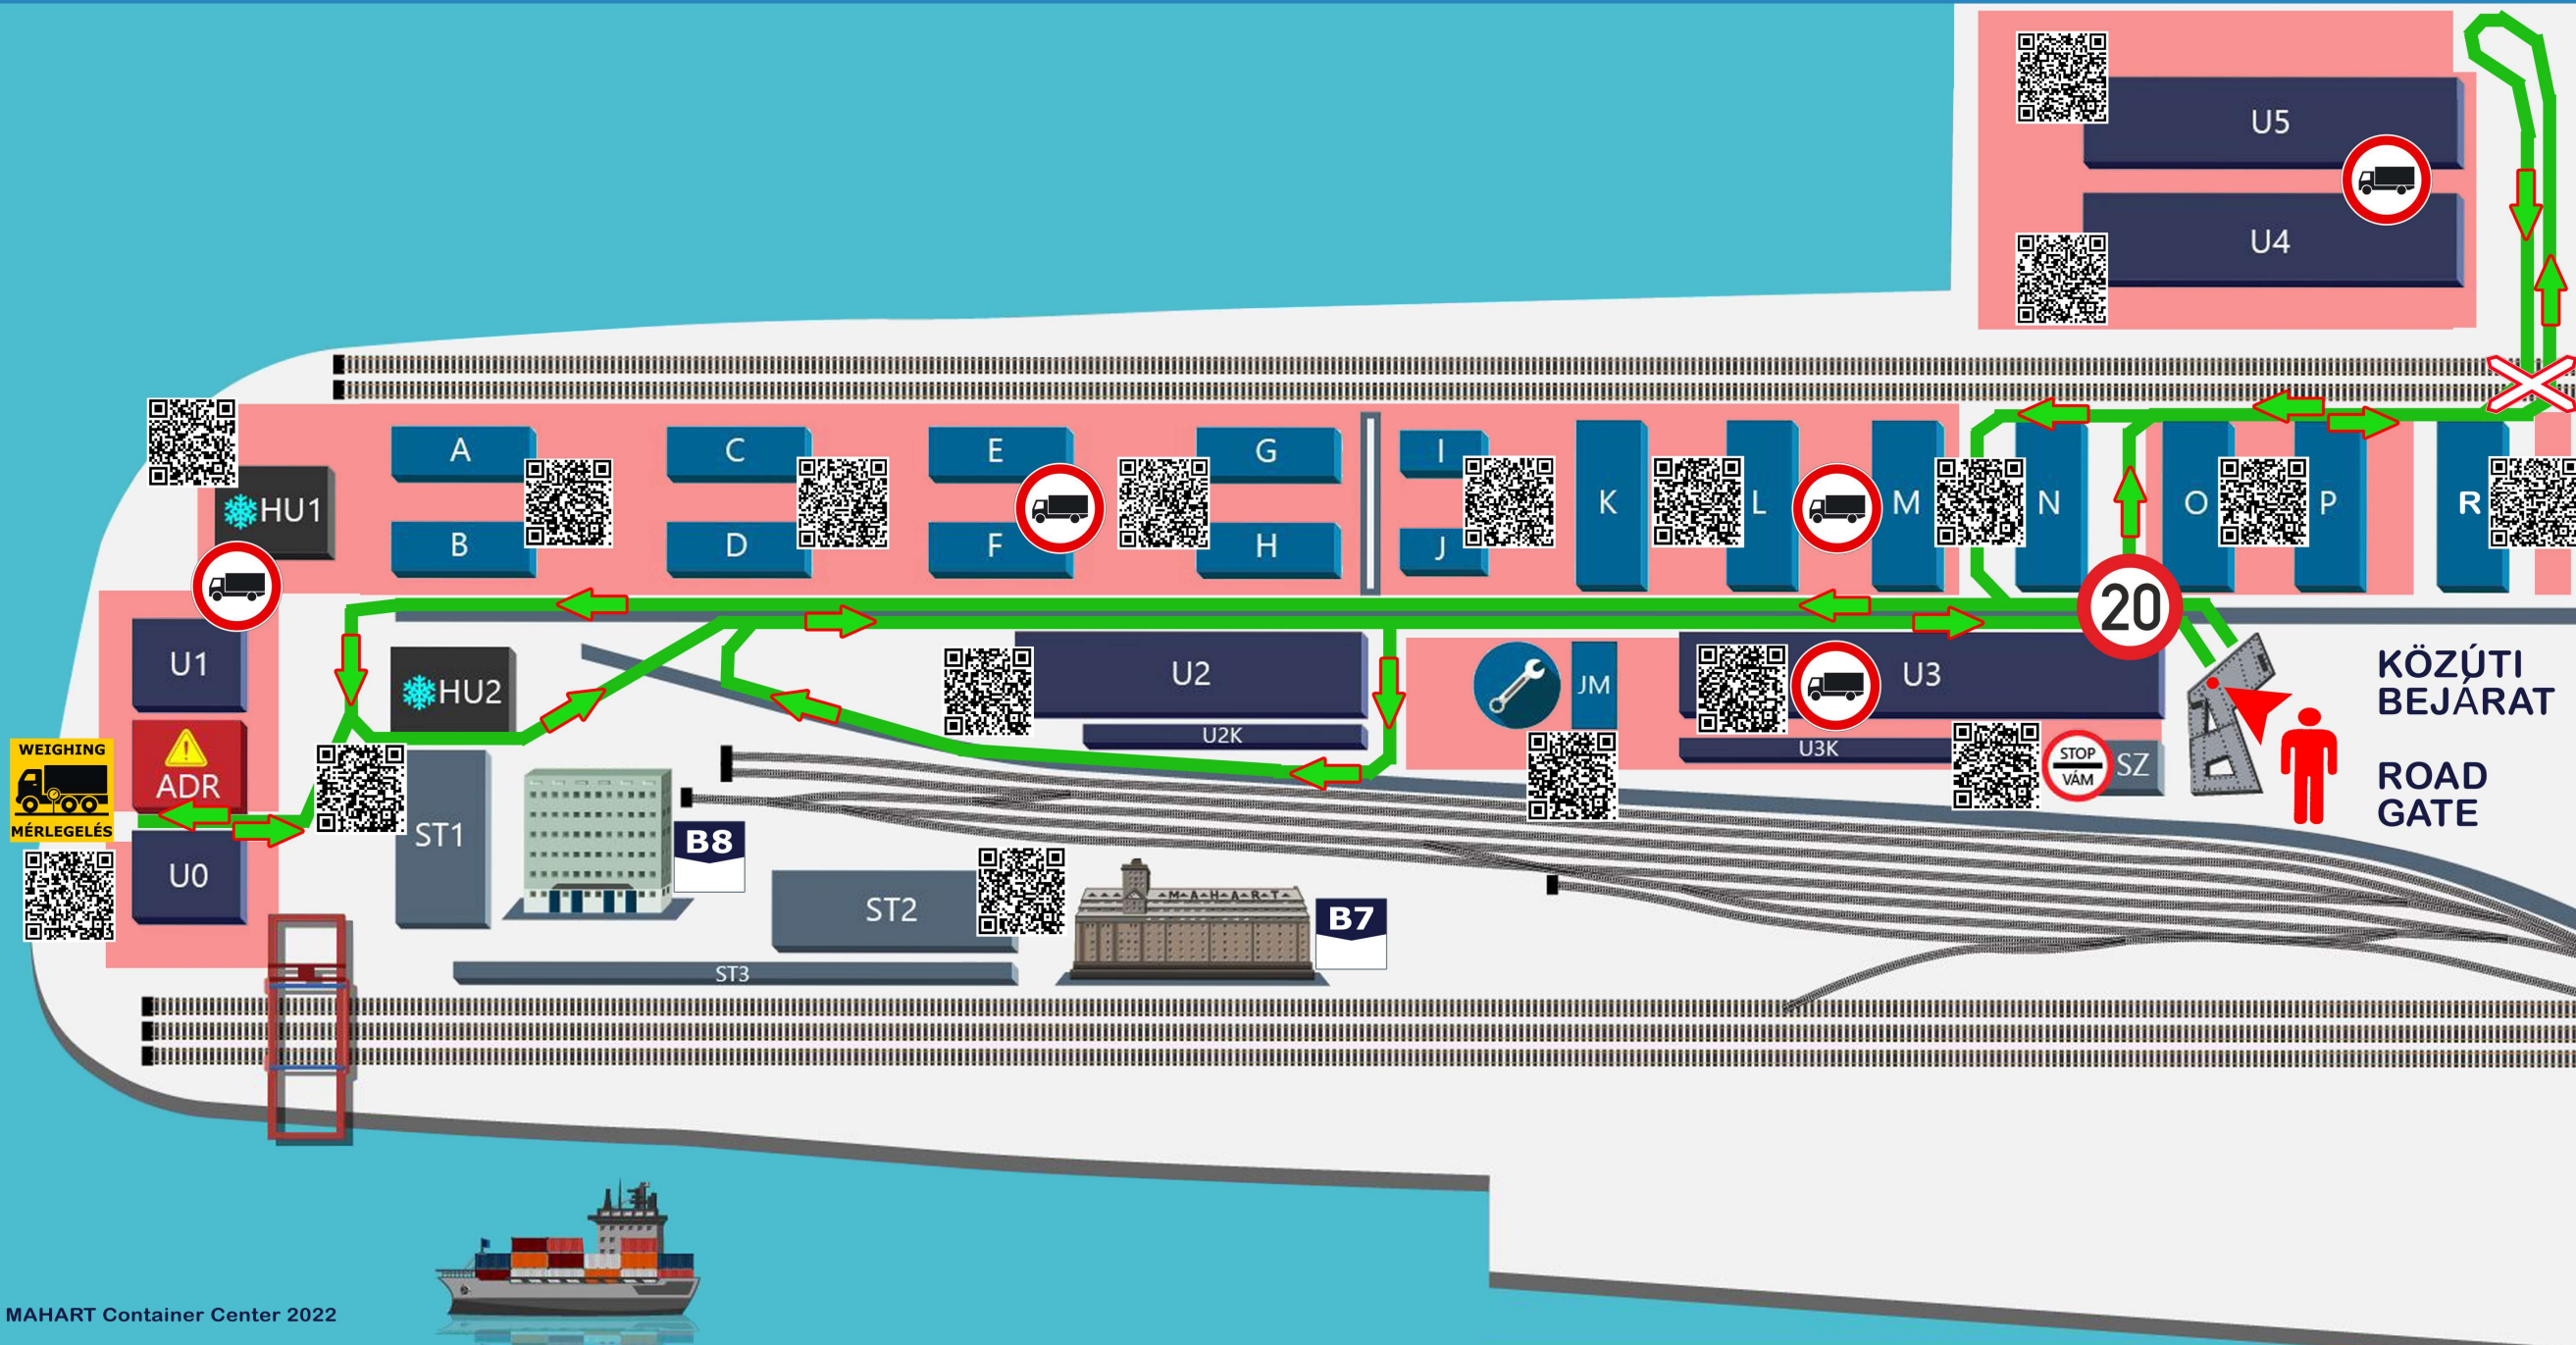 U5
U4
A
C
E
G
I
HU1
K
L
M
N
O
P
R
B
D
F
H
J
20
U1
HU2
U2
JM
U3
KÖZÚTI
BEJÁRAT
U2K
U3K
STOP
VÁM
SZ
WEIGHING
MÉRLEGELÉS
ADR
ROAD
GATE
ST1
B8
U0
ST2
M-A-H-A-R-T
B7
ST3
MAHART Container Center 2022